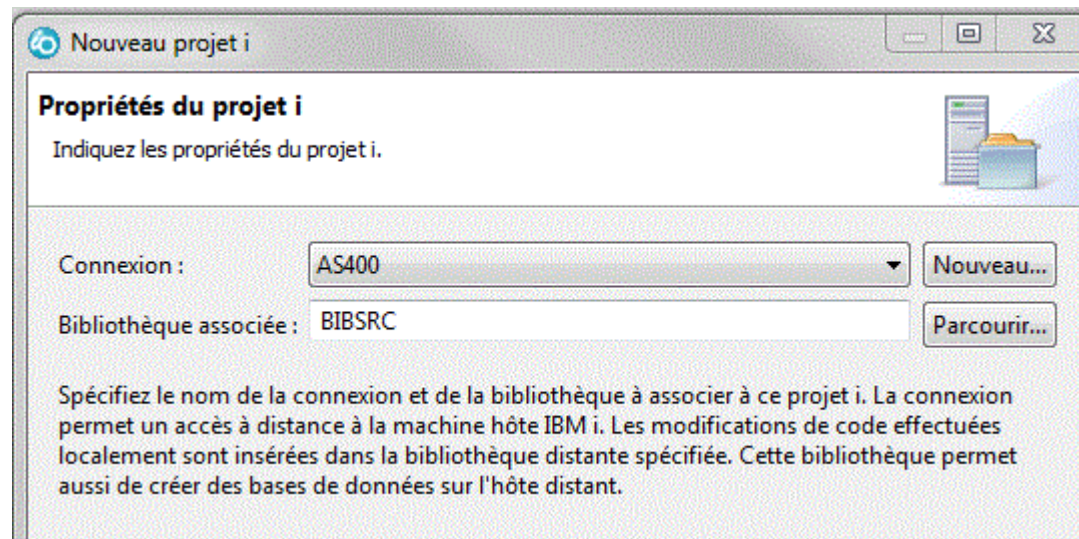 Nouveau projet i
Propriétés du projet i
Indiquez les propriétés du projet i.
Connexion : AS400 Nouveau...
Bibliothèque associée : BIBSRC Parcourir...
Spécifiez le nom de la connexion et de la bibliothèque à associer à ce projet i. La connexion
permet un accès à distance à la machine hôte IBM i. Les modifications de code effectuées
localement sont insérées dans la bibliothèque distante spécifiée. Cette bibliothèque permet
aussi de créer des bases de données sur l'hôte distant.